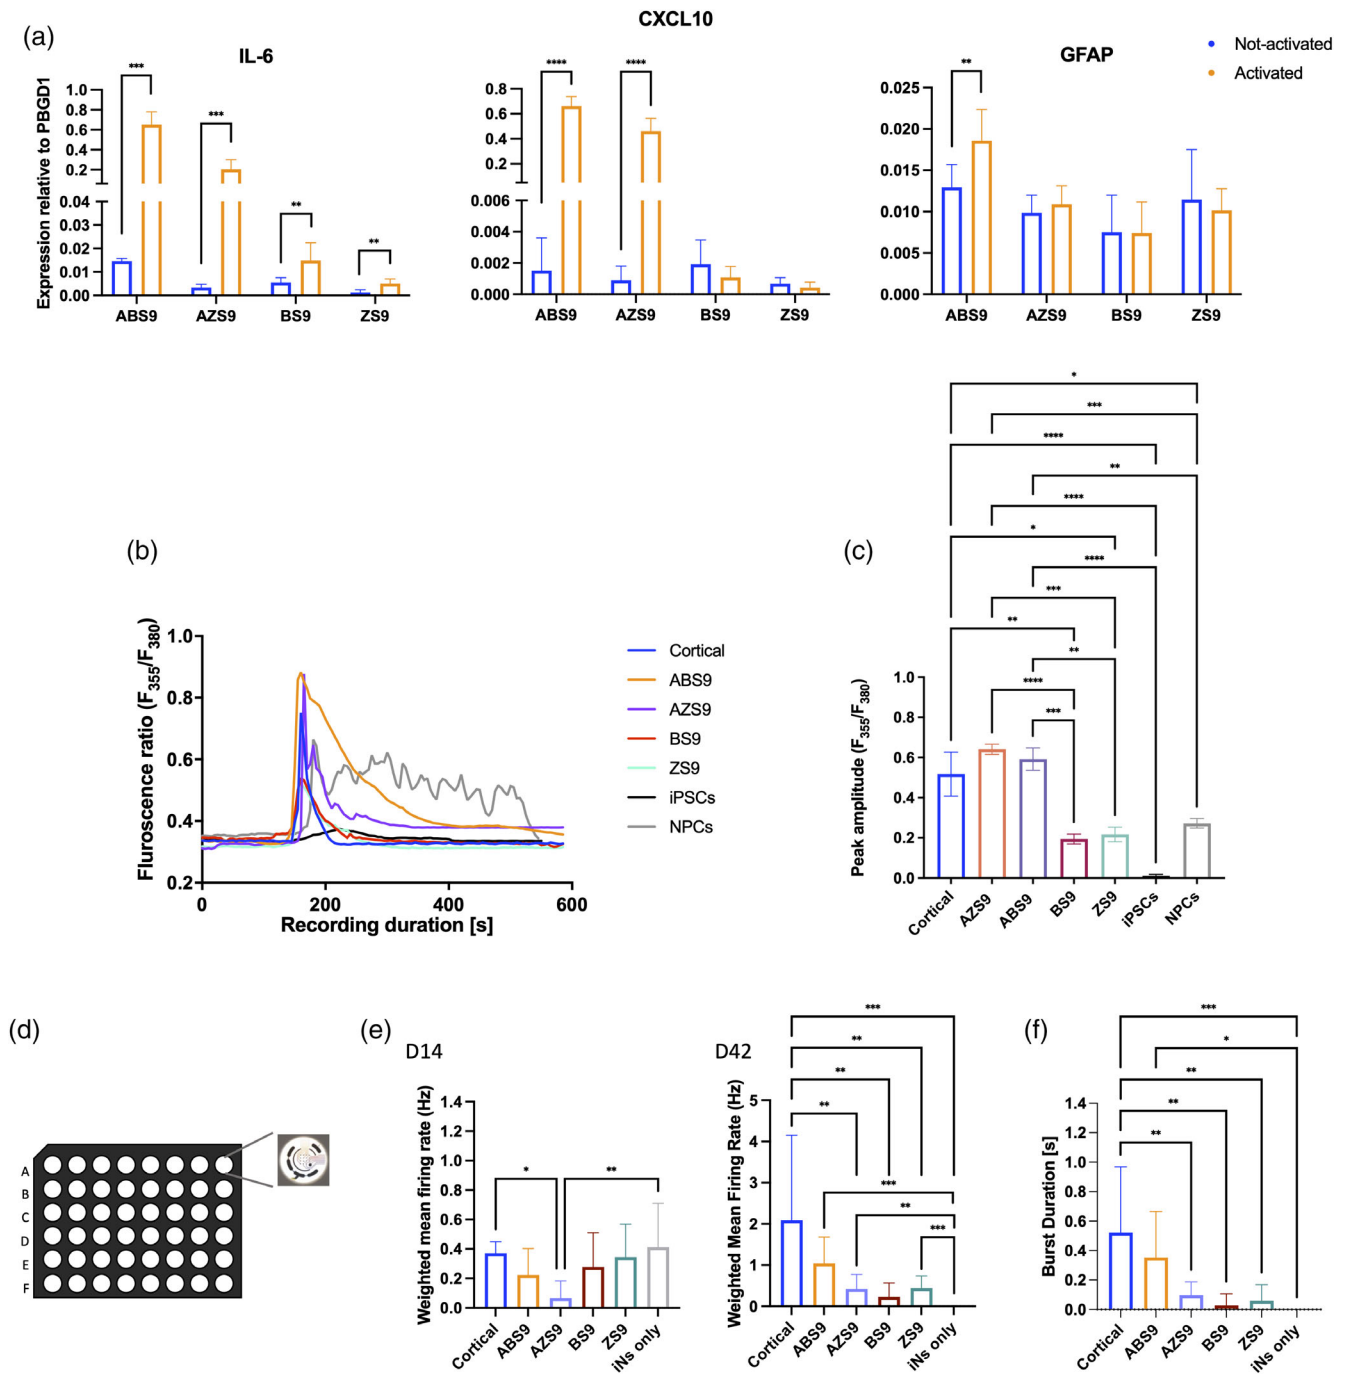 CXCL10
(a)
IL-6
GFAP
Not-activated
Activated
Expression relative to PBGD1
1.0
0.8
0.6
0.4
0.2
0.04
0.03
0.02
0.01
0.00
***
***
**
**
ABS9 AZS9 BS9 ZS9
0.8
0.6
0.4
0.2
0.006
0.004
0.002
0.000
****
****
ABS9 AZS9 BS9 ZS9
0.025
0.020
0.015
0.010
0.005
0.000
**
ABS9 AZS9 BS9 ZS9
(b)
Fluroscence ratio (F355/F380)
1.0
0.8
0.6
0.4
0.2
0 200 400 600
Recording duration [s]
Cortical
ABS9
AZS9
BS9
ZS9
iPSCs
NPCs
(c)
*
***
****
**
****
*
****
***
**
**
****
***
Peak amplitude (F355/F380)
1.0
0.8
0.6
0.4
0.2
0.0
Cortical AZS9 ABS9 BS9 ZS9 iPSCs NPCs
(d)
A
B
C
D
E
F
(e)
D14
Weighted mean firing rate (Hz)
1.4
1.2
1.0
0.8
0.6
0.4
0.2
0.0
* **
Cortical ABS9 AZS9 BS9 ZS9 iNs only
D42
Weighted Mean Firing Rate (Hz)
5
4
3
2
1
0
***
**
**
**
***
**
***
Cortical ABS9 AZS9 BS9 ZS9 iNs only
(f)
Burst Duration [s]
1.4
1.2
1.0
0.8
0.6
0.4
0.2
0.0
***
*
**
**
**
Cortical ABS9 AZS9 BS9 ZS9 iNs only